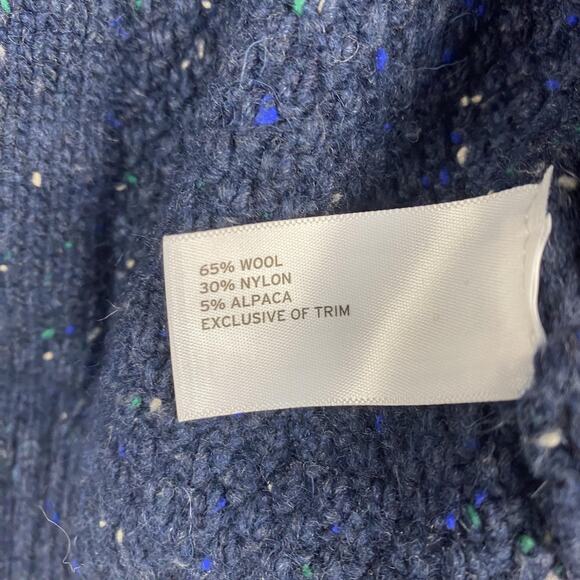 65% WOOL
30% NYLON
5% ALPACA
EXCLUSIVE OF TRIM